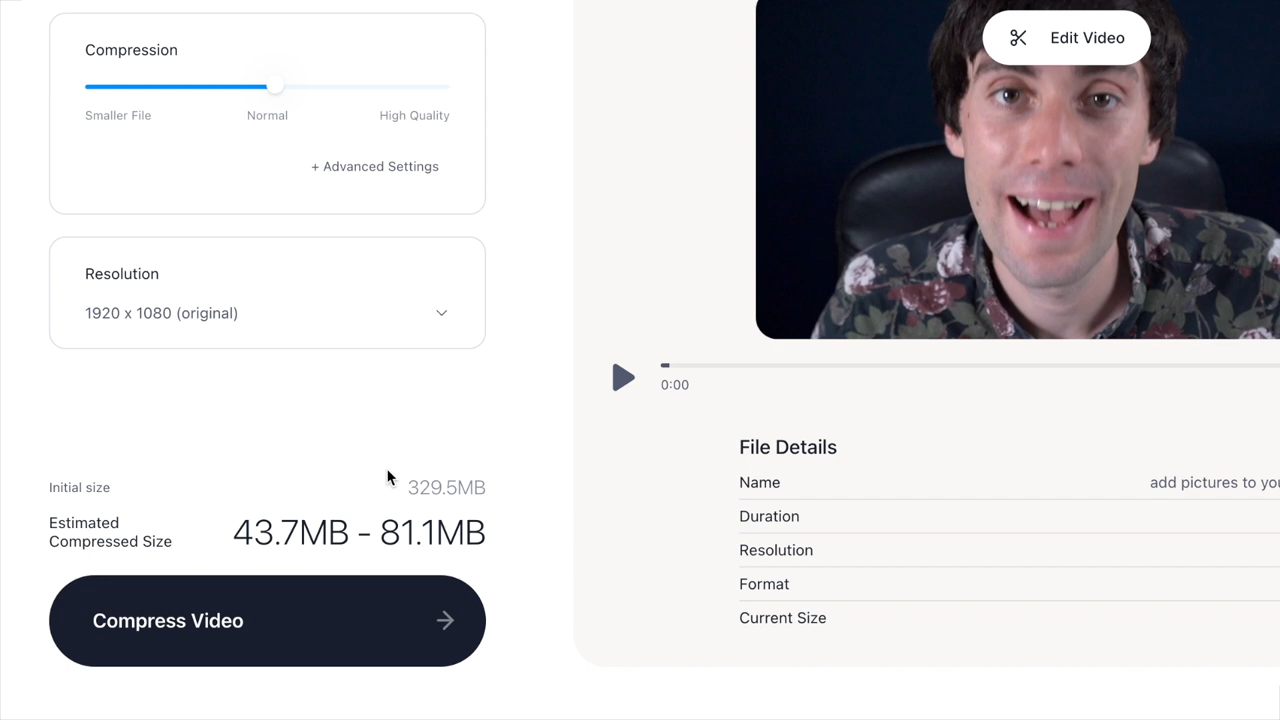 Compression
Smaller File
Normal
High Quality
+ Advanced Settings
Resolution
1920 x 1080 (original)
Initial size
329.5MB
Estimated
Compressed Size
43.7MB - 81.1MB
Compress Video
Edit Video
0:00
File Details
Name
add pictures to
Duration
Resolution
Format
Current Size